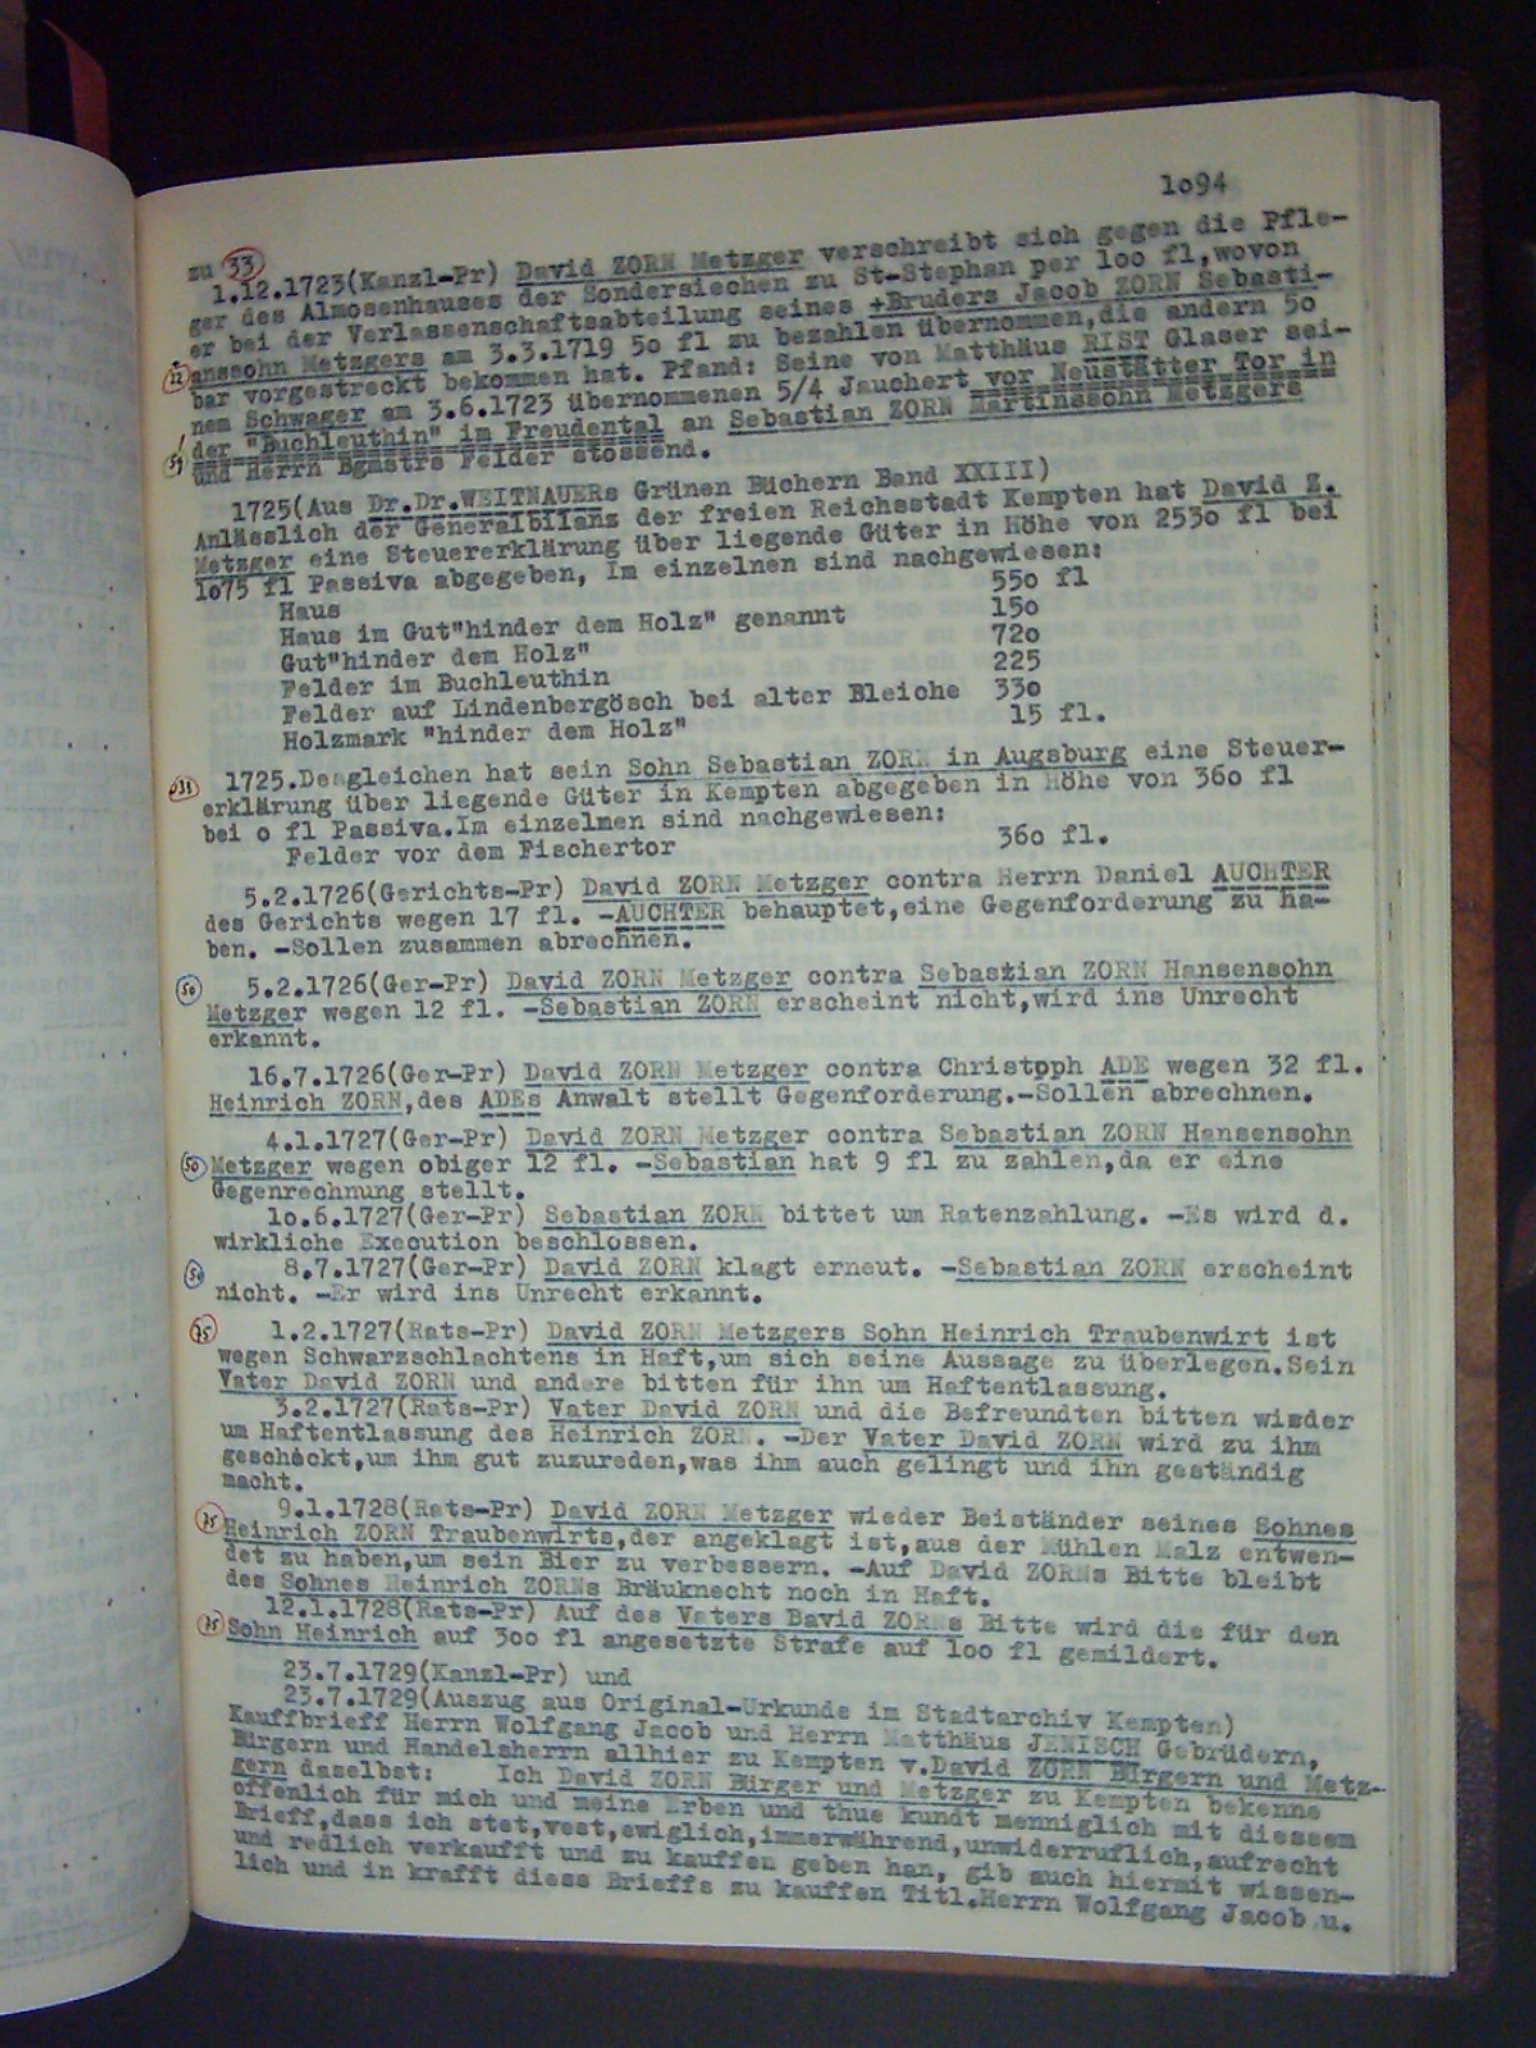 1o94
zu 33
1.12.1723(Kanzl-Pr) David ZORN Metzger verschreibt sich gegen die Pfle-
ger des Almosenhauses der Sondersiechen zu St-Stephan per 1oo fl,wovon
er bei der Verlassenschaftsabteilung seines +Bruders Jacob ZORN Sebasti-
22 anssohn Metzgers am 3.3.1719 5o fl zu bezahlen übernommen,die andern 5o
bar vorgestreckt bekommen hat. Pfand: Seine von Matthäus RIST Glaser sei-
nem Schwager am 3.6.1723 übernommenen 5/4 Jauchert vor Neustätter Tor in
! der "Buchleuthin" im Freudental an Sebastian ZORN Martinssohn Metzgers
und Herrn Bgmstrs Felder stossend.
1725(Aus Dr.Dr.WEITNAUERs Grünen Büchern Band XXIII)
Anlässlich der Generalbilanz der freien Reichsstadt Kempten hat David Z.
Metzger eine Steuererklärung über liegende Güter in Höhe von 253o fl bei
1o75 fl Passiva abgegeben, Im einzelnen sind nachgewiesen:
Haus 55o fl
Haus im Gut"hinder dem Holz" genannt 15o
Gut"hinder dem Holz" 72o
Felder im Buchleuthin 225
Felder auf Lindenbergösch bei alter Bleiche 33o
Holzmark "hinder dem Holz" 15 fl.
1725.Desgleichen hat sein Sohn Sebastian ZORN in Augsburg eine Steuer-
erklärung über liegende Güter in Kempten abgegeben in Höhe von 36o fl
bei o fl Passiva.Im einzelnen sind nachgewiesen:
Felder vor dem Fischertor 36o fl.
5.2.1726(Gerichts-Pr) David ZORN Metzger contra Herrn Daniel AUCHTER
des Gerichts wegen 17 fl. -AUCHTER behauptet,eine Gegenforderung zu ha-
ben. -Sollen zusammen abrechnen.
50 5.2.1726(Ger-Pr) David ZORN Metzger contra Sebastian ZORN Hansensohn
Metzger wegen 12 fl. -Sebastian ZORN erscheint nicht,wird ins Unrecht
erkannt.
16.7.1726(Ger-Pr) David ZORN Metzger contra Christoph ADE wegen 32 fl.
Heinrich ZORN,des ADEs Anwalt stellt Gegenforderung.-Sollen abrechnen.
4.1.1727(Ger-Pr) David ZORN Metzger contra Sebastian ZORN Hansensohn
50 Metzger wegen obiger 12 fl. -Sebastian hat 9 fl zu zahlen,da er eine
Gegenrechnung stellt.
1o.6.1727(Ger-Pr) Sebastian ZORN bittet um Ratenzahlung. -Es wird d.
wirkliche Execution beschlossen.
50 8.7.1727(Ger-Pr) David ZORN klagt erneut. -Sebastian ZORN erscheint
nicht. -Er wird ins Unrecht erkannt.
75 1.2.1727(Rats-Pr) David ZORN Metzgers Sohn Heinrich Traubenwirt ist
wegen Schwarzschlachtens in Haft,um sich seine Aussage zu überlegen.Sein
Vater David ZORN und andere bitten für ihn um Haftentlassung.
3.2.1727(Rats-Pr) Vater David ZORN und die Befreundten bitten wieder
um Haftentlassung des Heinrich ZORN. -Der Vater David ZORN wird zu ihm
geschickt,um ihm gut zuzureden,was ihm auch gelingt und ihn geständig
macht.
75 9.1.1728(Rats-Pr) David ZORN Metzger wieder Beiständer seines Sohnes
Heinrich ZORN Traubenwirts,der angeklagt ist,aus der Mühlen Malz entwen-
det zu haben,um sein Bier zu verbessern. -Auf David ZORNs Bitte bleibt
des Sohnes Heinrich ZORNs Bräuknecht noch in Haft.
12.1.1728(Rats-Pr) Auf des Vaters Bavid ZORNs Bitte wird die für den
75 Sohn Heinrich auf 3oo fl angesetzte Strafe auf 1oo fl gemildert.
23.7.1729(Kanzl-Pr) und
23.7.1729(Auszug aus Original-Urkunde im Stadtarchiv Kempten)
Kauffbrieff Herrn Wolfgang Jacob und Herrn Matthäus JENISCH Gebrüdern,
Bürgern und Handelsherrn allhier zu Kempten v.David ZORN Bürgern und Metz-
gern daselbst: Ich David ZORN Bürger und Metzger zu Kempten bekenne
offenlich für mich und meine Erben und thue kundt menniglich mit diessem
Brieff,dass ich stet,vest,ewiglich,immerwährend,unwiderruflich,aufrecht
und redlich verkaufft und zu kauffen geben han, gib auch hiermit wissen-
lich und in krafft diess Brieffs zu kauffen Titl.Herrn Wolfgang Jacob u.